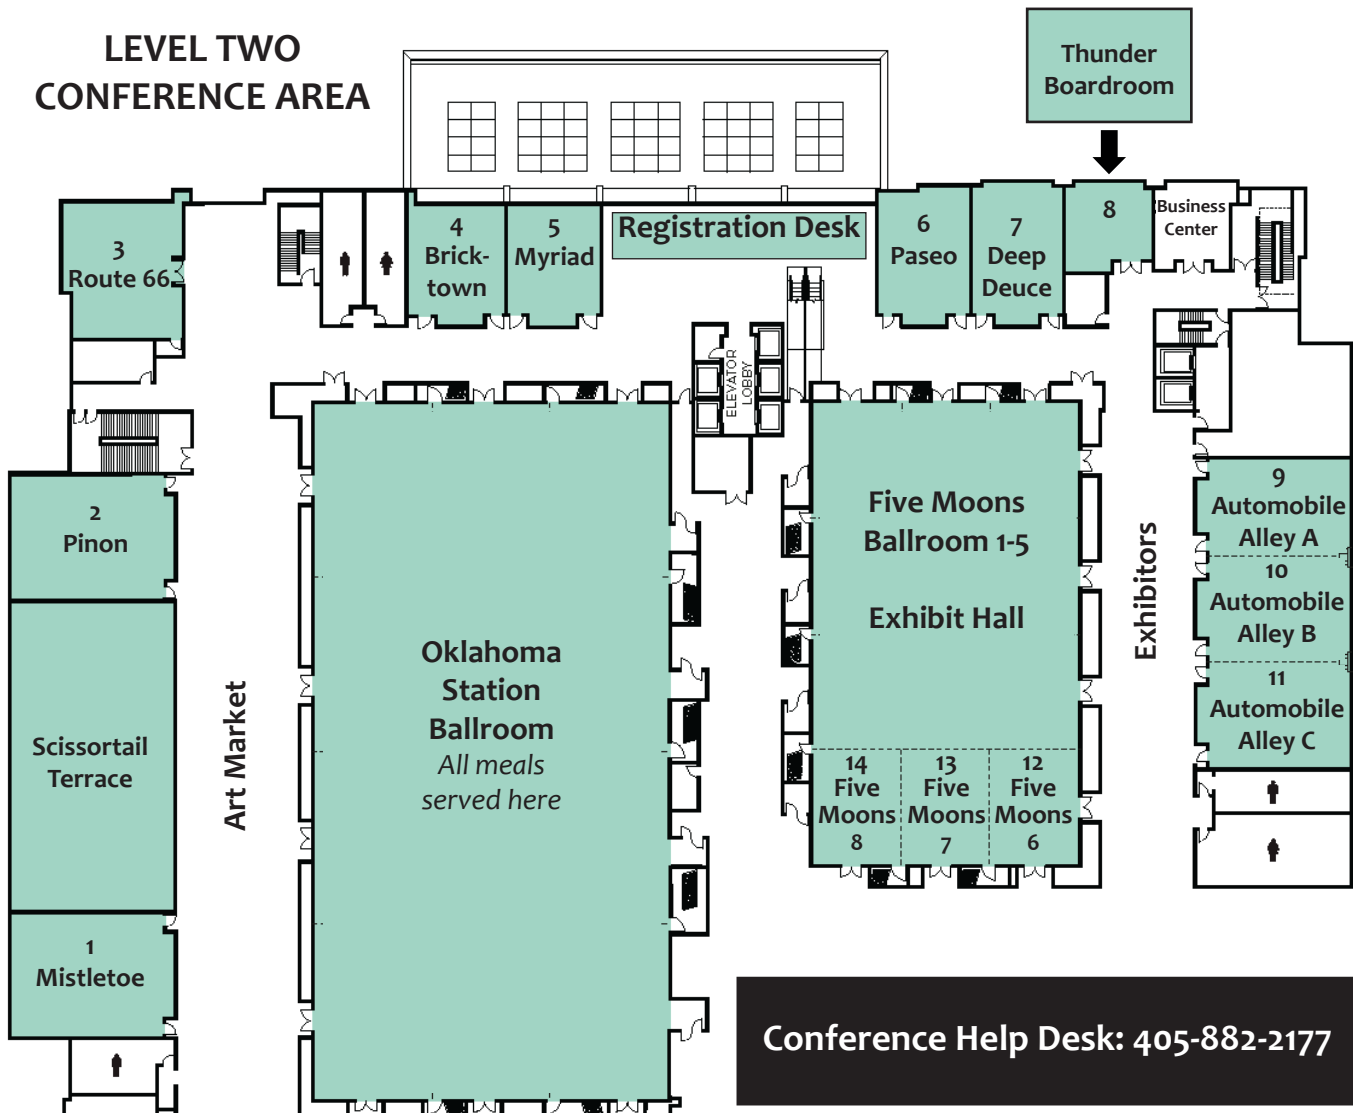 LEVEL TWO
CONFERENCE AREA
Thunder
Boardroom
3
Route 66
4
Brick-
town
5
Myriad
Registration Desk
6
Paseo
7
Deep
Deuce
8
Business
Center
ELEVATOR
LOBBY
2
Pinon
Scissortail
Terrace
1
Mistletoe
Art Market
Oklahoma
Station
Ballroom
All meals
served here
Five Moons
Ballroom 1-5
Exhibit Hall
14
Five
Moons
8
13
Five
Moons
7
12
Five
Moons
6
Exhibitors
9
Automobile
Alley A
10
Automobile
Alley B
11
Automobile
Alley C
Conference Help Desk: 405-882-2177